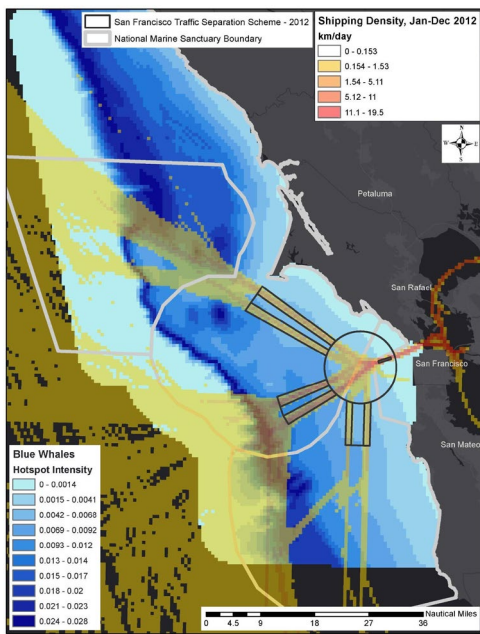 San Francisco Traffic Separation Scheme - 2012
National Marine Sanctuary Boundary
Shipping Density, Jan-Dec 2012
km/day
0 - 0.153
0.154 - 1.53
1.54 - 5.11
5.12 - 11
11.1 - 19.5
N
W E
S
Petaluma
San Rafael
San Francisco
San Mateo
Blue Whales
Hotspot Intensity
0 - 0.0014
0.0015 - 0.0041
0.0042 - 0.0068
0.0069 - 0.0092
0.0093 - 0.012
0.013 - 0.014
0.015 - 0.017
0.018 - 0.02
0.021 - 0.023
0.024 - 0.028
Nautical Miles
0 4.5 9 18 27 36